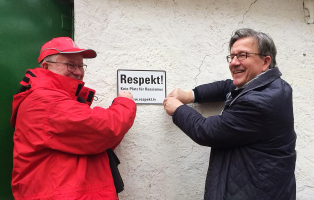 Respekt!
Kein Platz für Rassismus
www.respekt.tv